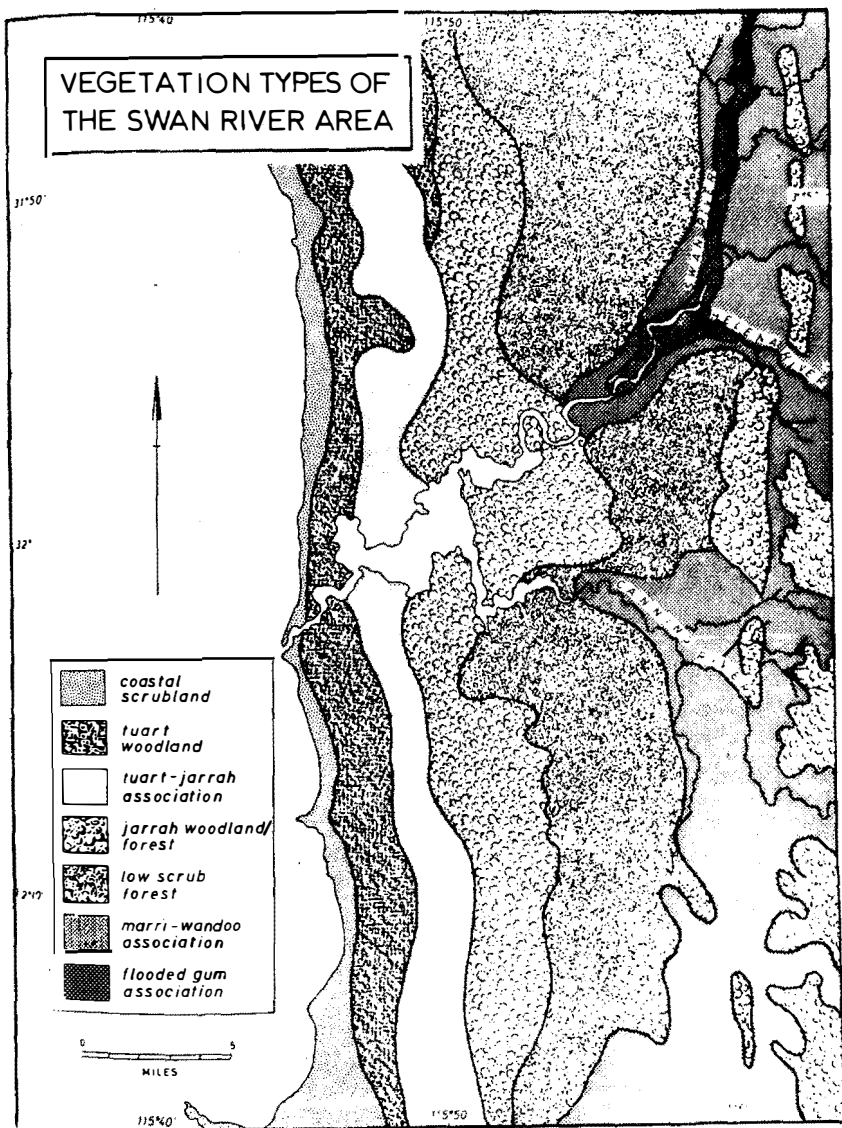 115°40
115°50
VEGETATION TYPES OF
THE SWAN RIVER AREA
31°50'
32°
coastal
scrubland
tuart
woodland
tuart-jarrah
association
jarrah woodland/
forest
low scrub
forest
marri-wandoo
association
flooded gum
association
0 5
MILES
115°40'
115°50